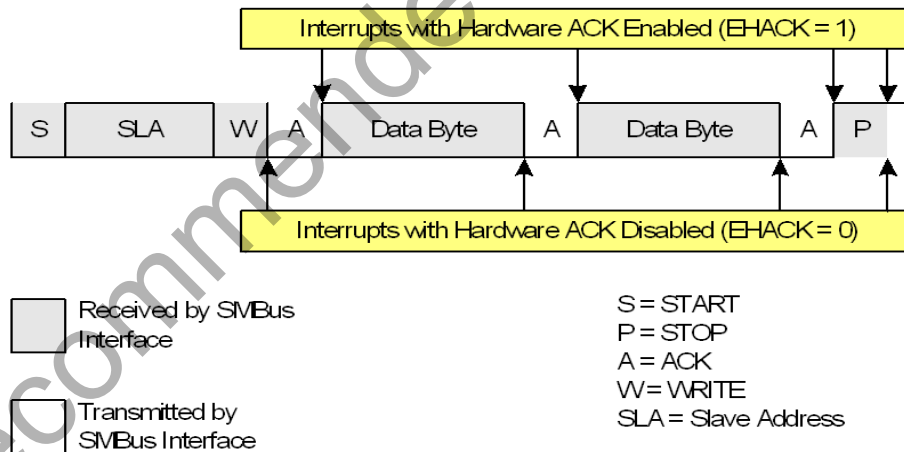 Interrupts with Hardware ACK Enabled (EHACK = 1)
S SLA W A Data Byte A Data Byte A P
Interrupts with Hardware ACK Disabled (EHACK = 0)
Received by SMBus
Interface
Transmitted by
SMBus Interface
S = START
P = STOP
A = ACK
W = WRITE
SLA = Slave Address